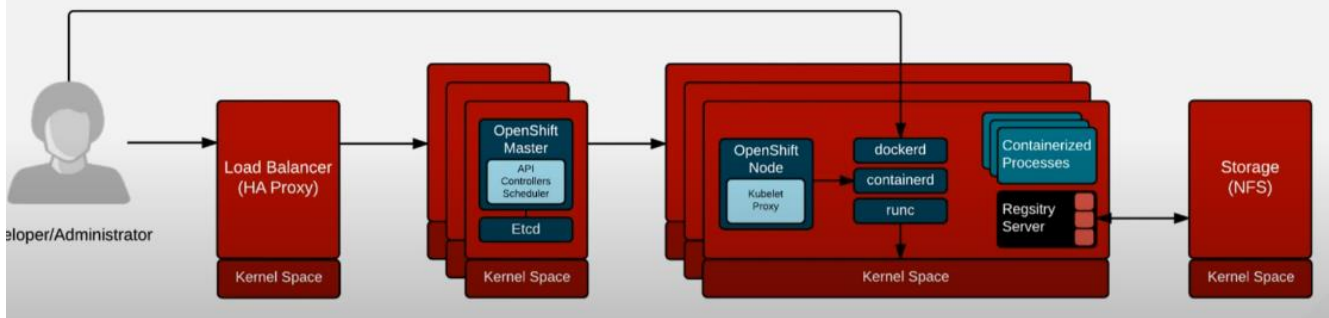 eloper/Administrator
Load Balancer
(HA Proxy)
Kernel Space
OpenShift
Master
API
Controllers
Scheduler
Etcd
Kernel Space
OpenShift
Node
Kubelet
Proxy
dockerd
containerd
runc
Containerized
Processes
Regsitry
Server
Kernel Space
Storage
(NFS)
Kernel Space